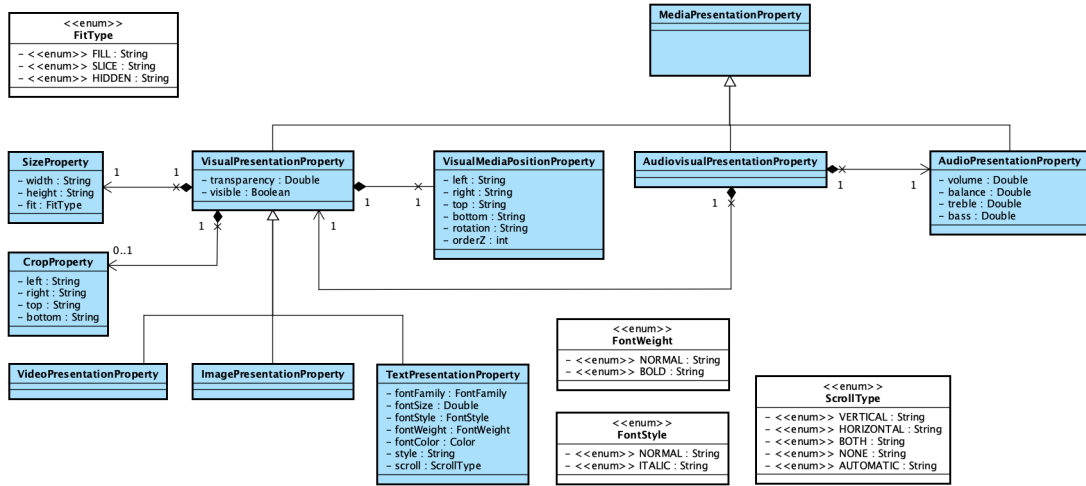 <<enum>>
FitType
– <<enum>> FILL : String
– <<enum>> SLICE : String
– <<enum>> HIDDEN : String
MediaPresentationProperty
SizeProperty
– width : String
– height : String
– fit : FitType
1
1
VisualPresentationProperty
– transparency : Double
– visible : Boolean
1
1
1
1
VisualMediaPositionProperty
– left : String
– right : String
– top : String
– bottom : String
– rotation : String
– orderZ : int
AudiovisualPresentationProperty
1
1
1
AudioPresentationProperty
– volume : Double
– balance : Double
– treble : Double
– bass : Double
0..1
CropProperty
– left : String
– right : String
– top : String
– bottom : String
VideoPresentationProperty
ImagePresentationProperty
TextPresentationProperty
– fontFamily : FontFamily
– fontSize : Double
– fontStyle : FontStyle
– fontWeight : FontWeight
– fontColor : Color
– style : String
– scroll : ScrollType
<<enum>>
FontWeight
– <<enum>> NORMAL : String
– <<enum>> BOLD : String
<<enum>>
FontStyle
– <<enum>> NORMAL : String
– <<enum>> ITALIC : String
<<enum>>
ScrollType
– <<enum>> VERTICAL : String
– <<enum>> HORIZONTAL : String
– <<enum>> BOTH : String
– <<enum>> NONE : String
– <<enum>> AUTOMATIC : String